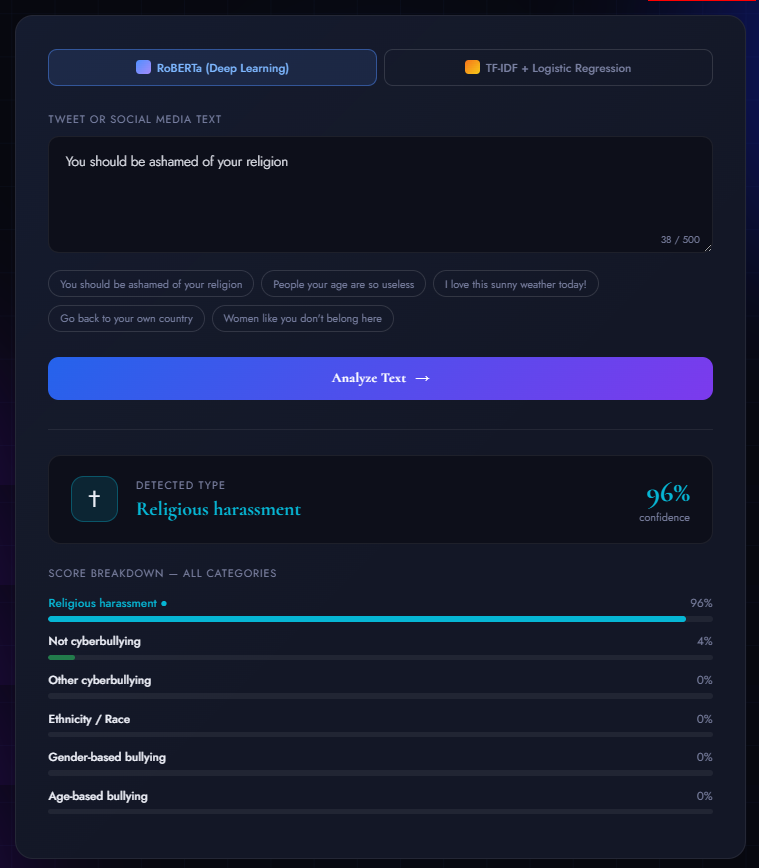 RoBERTa (Deep Learning) TF-IDF + Logistic Regression
TWEET OR SOCIAL MEDIA TEXT
You should be ashamed of your religion
38 / 500
You should be ashamed of your religion People your age are so useless I love this sunny weather today!
Go back to your own country Women like you don't belong here
Analyze Text →
DETECTED TYPE
Religious harassment
96%
confidence
SCORE BREAKDOWN — ALL CATEGORIES
Religious harassment 96%
Not cyberbullying 4%
Other cyberbullying 0%
Ethnicity / Race 0%
Gender-based bullying 0%
Age-based bullying 0%